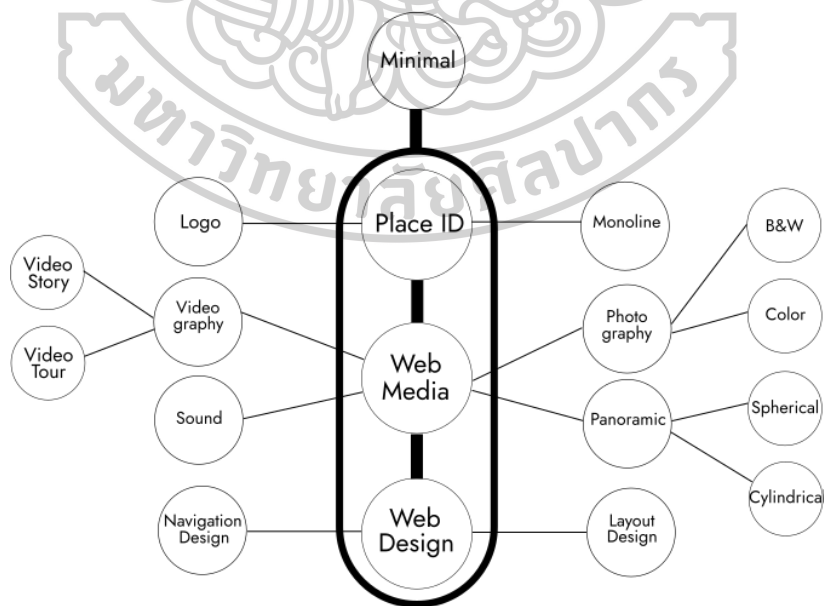 Minimal
มหาวิทยาลัยศิลปากร
Logo
Place ID
Monoline
B&W
Video
Story
Video
graphy
Photo
graphy
Color
Video
Tour
Web
Media
Sound
Panoramic
Spherical
Cylindrical
Navigation
Design
Web
Design
Layout
Design